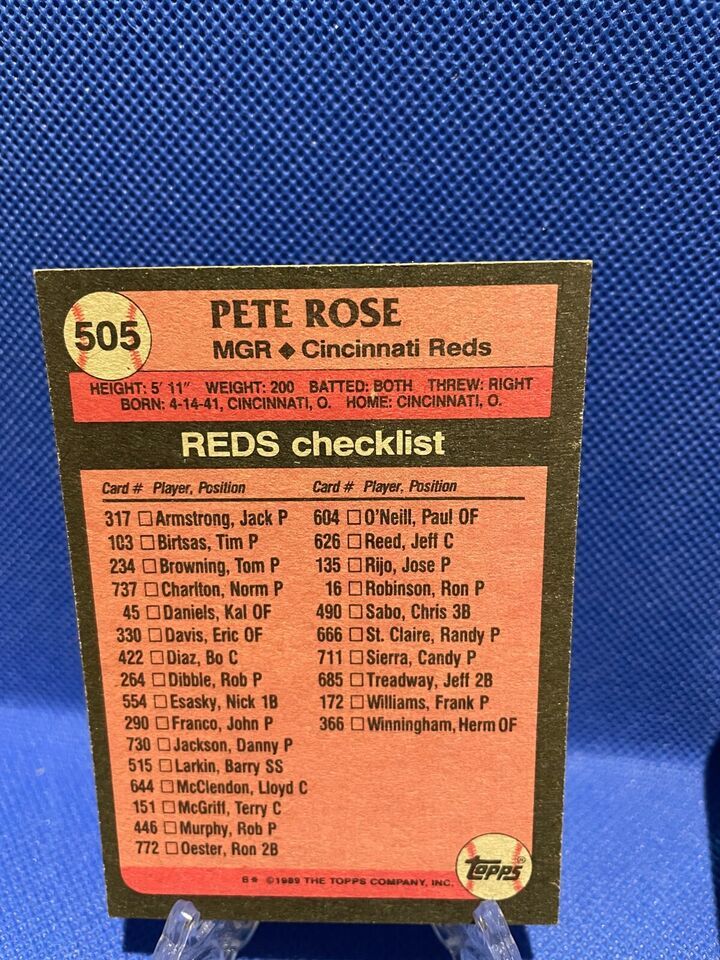 505
PETE ROSE
MGR ◆ Cincinnati Reds
HEIGHT: 5' 11" WEIGHT: 200 BATTED: BOTH THREW: RIGHT
BORN: 4-14-41, CINCINNATI, O. HOME: CINCINNATI, O.
REDS checklist
Card # Player, Position
317 □ Armstrong, Jack P
103 □ Birtsas, Tim P
234 □ Browning, Tom P
737 □ Charlton, Norm P
45 □ Daniels, Kal OF
330 □ Davis, Eric OF
422 □ Diaz, Bo C
264 □ Dibble, Rob P
554 □ Esasky, Nick 1B
290 □ Franco, John P
730 □ Jackson, Danny P
515 □ Larkin, Barry SS
644 □ McClendon, Lloyd C
151 □ McGriff, Terry C
446 □ Murphy, Rob P
772 □ Oester, Ron 2B
Card # Player, Position
604 □ O'Neill, Paul OF
626 □ Reed, Jeff C
135 □ Rijo, Jose P
16 □ Robinson, Ron P
490 □ Sabo, Chris 3B
666 □ St. Claire, Randy P
711 □ Sierra, Candy P
685 □ Treadway, Jeff 2B
172 □ Williams, Frank P
366 □ Winningham, Herm OF
B* ©1989 THE TOPPS COMPANY, INC.
Topps®